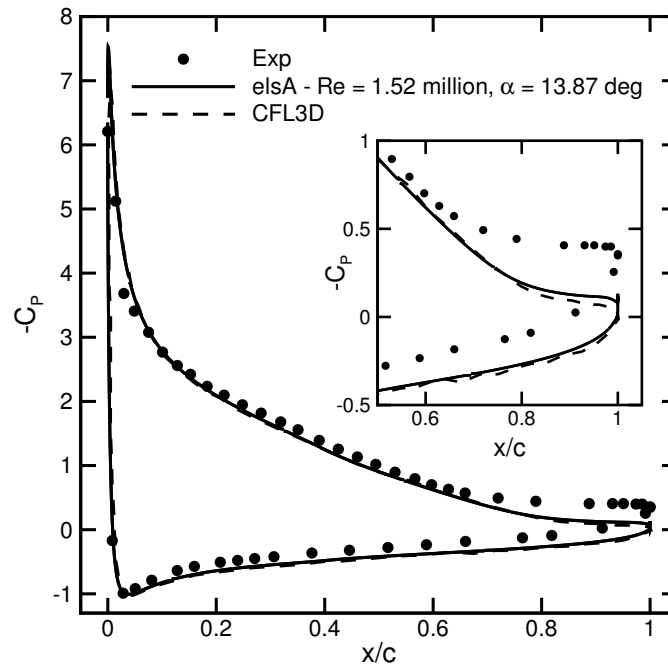 8
7
6
5
4
3
2
1
0
-1
-C_P
Exp
elsA - Re = 1.52 million, α = 13.87 deg
CFL3D
1
0.5
0
-0.5
-C_P
0.6 0.8 1
x/c
0 0.2 0.4 0.6 0.8 1
x/c